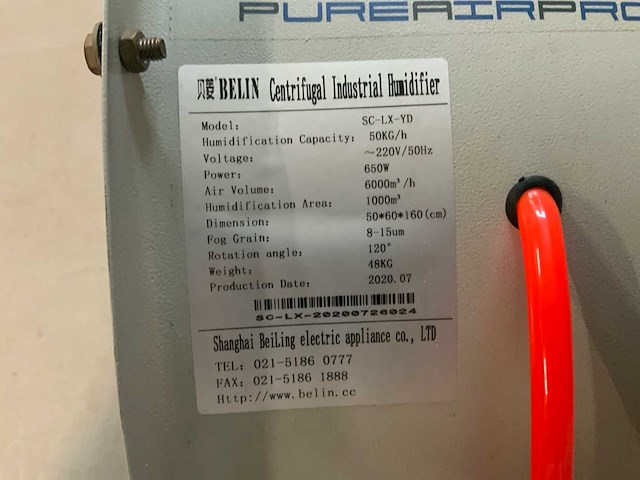 PUREAIRPRO
贝菱® BELIN Centrifugal Industrial Humidifier
Model: SC-LX-YD
Humidification Capacity: 50KG/h
Voltage: ~220V/50Hz
Power: 650W
Air Volume: 6000m³/h
Humidification Area: 1000m³
Dimension: 50*60*160(cm)
Fog Grain: 8-15um
Rotation angle: 120°
Weight: 48KG
Production Date: 2020.07
SC-LX-20200726024
Shanghai BeiLing electric appliance co., LTD
TEL: 021-5186 0777
FAX: 021-5186 1888
Http://www.belin.cc